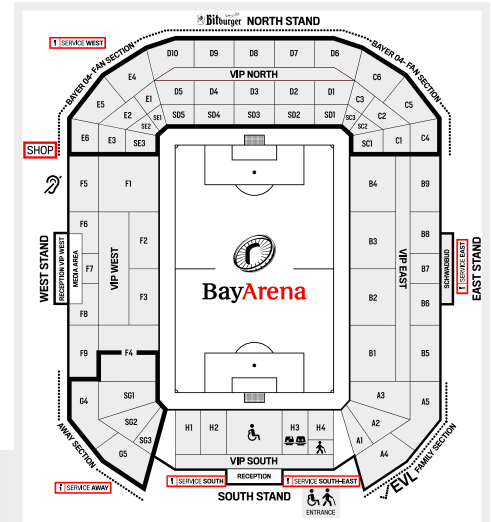 Bitburger NORTH STAND
! SERVICE WEST
BAYER 04- FAN SECTION
BAYER 04- FAN SECTION
D10 D9 D8 D7 D6
VIP NORTH
E4 C6
D5 D4 D3 D2 D1
E5 E1 C3 C5
E2 SE1 SD5 SD4 SD3 SD2 SD1 SC3 C2
SE2 SC2
E6 E3 SE3 SC1 C1 C4
SHOP
F5 F1 B4 B9
F6
F2 B3 B8
F7 B7
F3 B2 B6
F8
WEST STAND
RECEPTION VIP WEST
MEDIA AREA
VIP WEST
BayArena
VIP EAST
SCHWADBUD
! SERVICE EAST
EAST STAND
F9 F4 B1 B5
G4 SG1 A3 A5
SG2 A2
SG3 A1
G5 A4
H1 H2 H3 H4
VIP SOUTH
AWAY SECTION
EVL FAMILY SECTION
! SERVICE AWAY
! SERVICE SOUTH
RECEPTION
! SERVICE SOUTH-EAST
SOUTH STAND
ENTRANCE